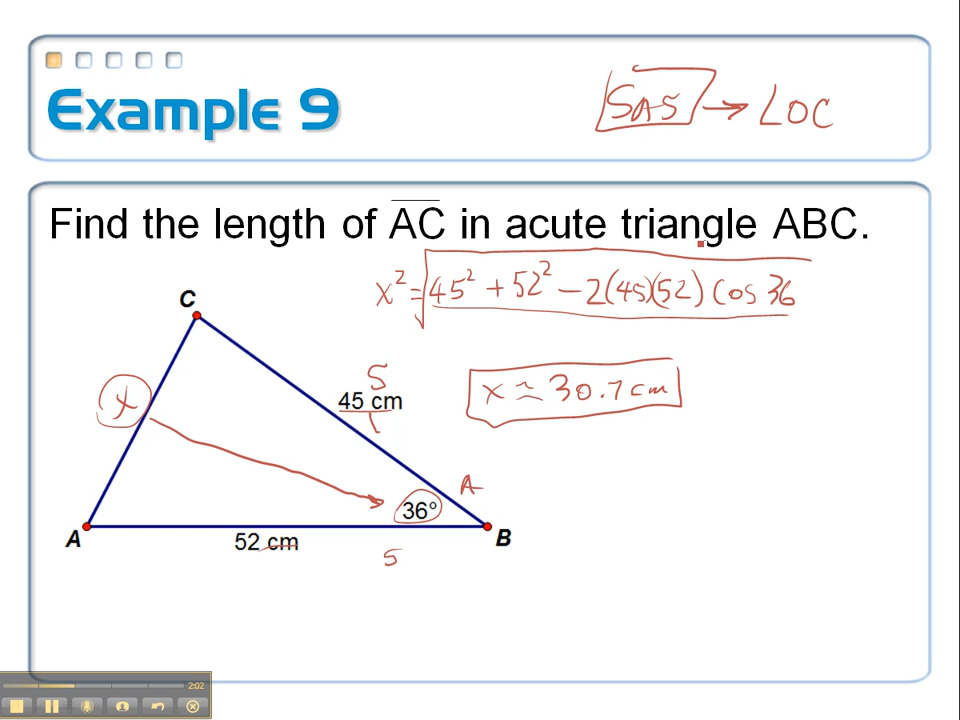 Example 9
SAS → LOC
Find the length of AC in acute triangle ABC.
x² = √45² + 52² − 2(45)(52) cos 36
C
x
S
45 cm
x ≈ 30.7 cm
A
36°
A
52 cm
S
B
2:02